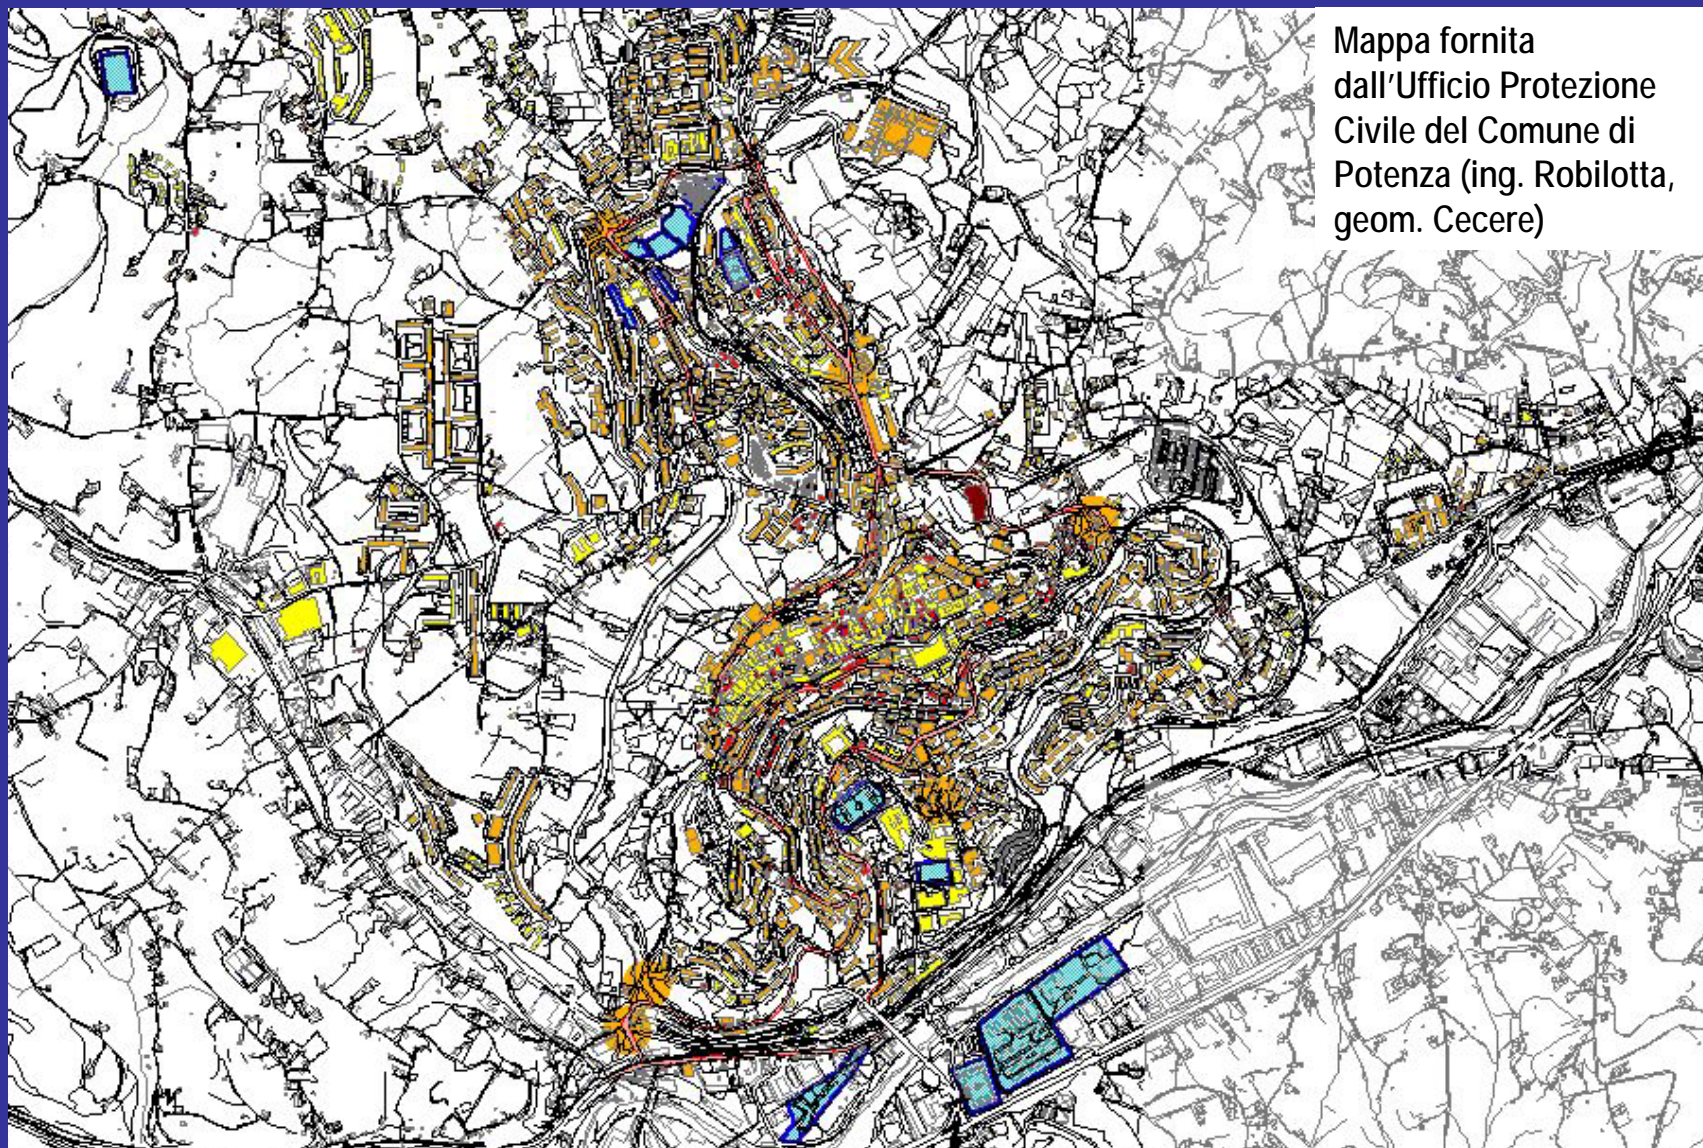 Mappa fornita
dall'Ufficio Protezione
Civile del Comune di
Potenza (ing. Robilotta,
geom. Cecere)